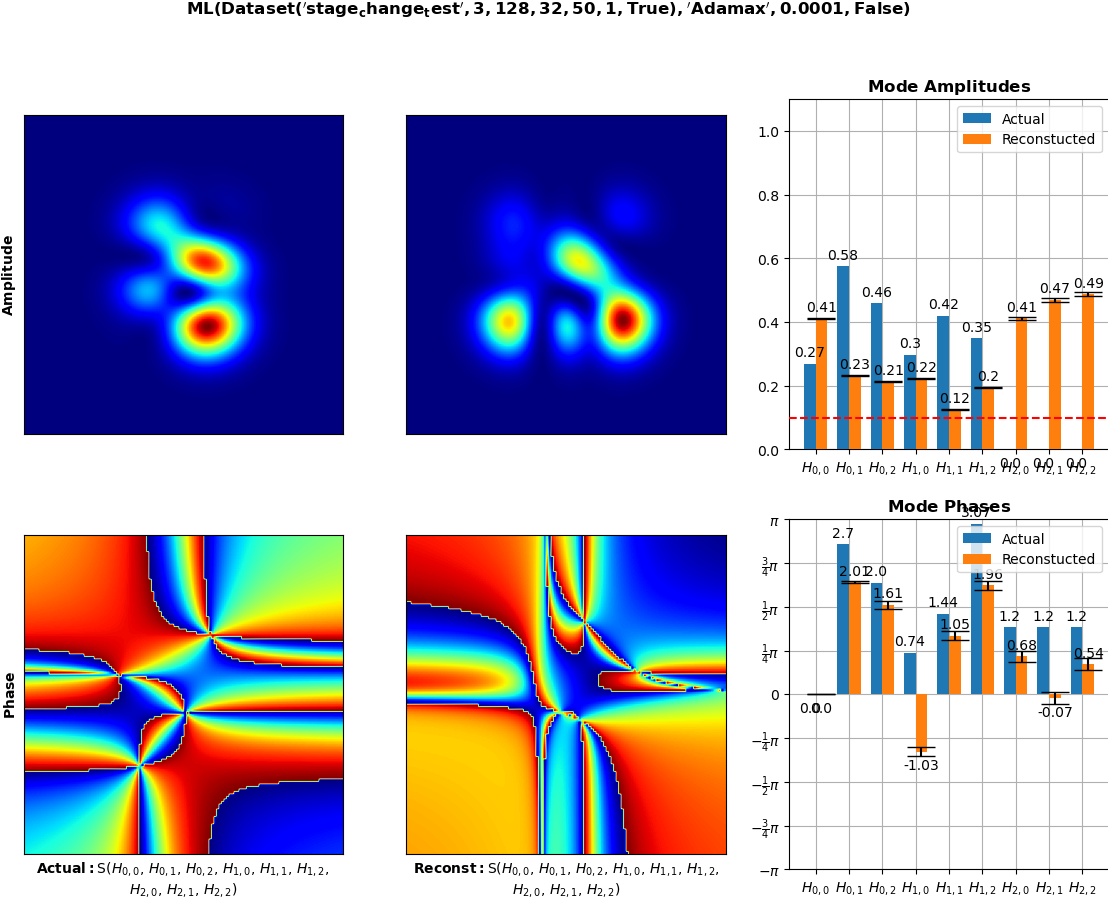 ML(Dataset('stage_change_test', 3, 128, 32, 50, 1, True), 'Adamax', 0.0001, False)
Amplitude
Mode Amplitudes
Actual
Reconstucted
1.0
0.8
0.6
0.4
0.2
0.0
0.27 0.58 0.46 0.3 0.42 0.35 0.0 0.0 0.0
0.41 0.23 0.21 0.22 0.12 0.2 0.41 0.47 0.49
H0,0 H0,1 H0,2 H1,0 H1,1 H1,2 H2,0 H2,1 H2,2
Phase
Actual: S(H0,0, H0,1, H0,2, H1,0, H1,1, H1,2,
H2,0, H2,1, H2,2)
Reconst: S(H0,0, H0,1, H0,2, H1,0, H1,1, H1,2,
H2,0, H2,1, H2,2)
Mode Phases
Actual
Reconstucted
π
3/4π
1/2π
1/4π
0
−1/4π
−1/2π
−3/4π
−π
0.0 2.7 2.0 0.74 1.44 3.07 1.2 1.2 1.2
0.0 2.01 1.61 -1.03 1.05 1.96 0.68 -0.07 0.54
H0,0 H0,1 H0,2 H1,0 H1,1 H1,2 H2,0 H2,1 H2,2